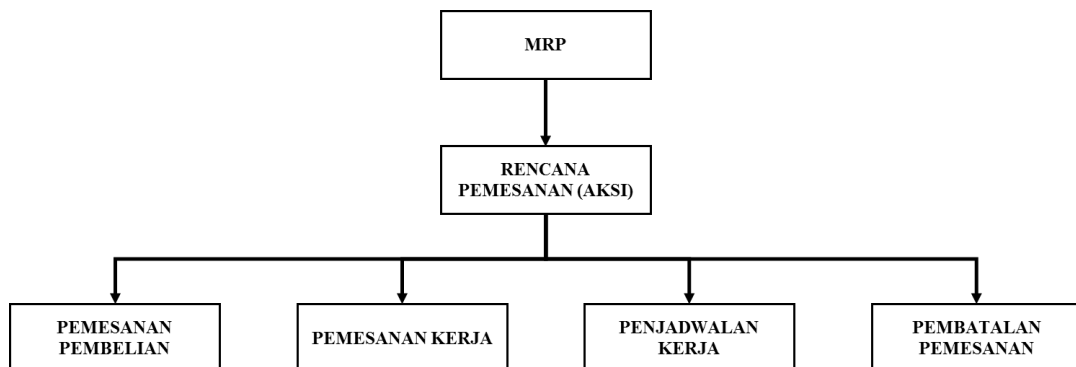 MRP
RENCANA
PEMESANAN (AKSI)
PEMESANAN
PEMBELIAN
PEMESANAN KERJA
PENJADWALAN
KERJA
PEMBATALAN
PEMESANAN